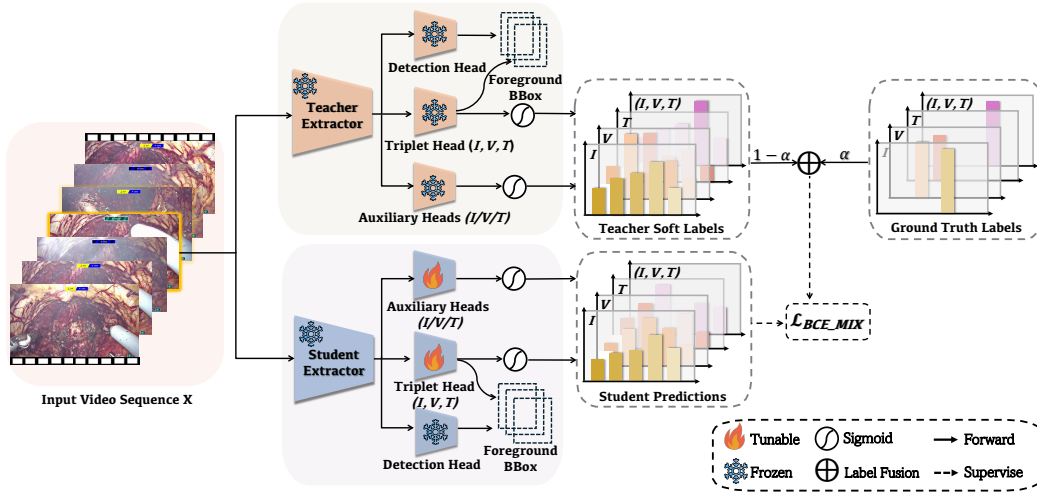 Detection Head
Foreground
BBox
Teacher
Extractor
Triplet Head (I, V, T)
Auxiliary Heads (I/V/T)
(I, V, T)
T
V
I
Teacher Soft Labels
1 − α
α
(I, V, T)
T
V
I
Ground Truth Labels
Input Video Sequence X
Student
Extractor
Auxiliary Heads
(I/V/T)
Triplet Head
(I, V, T)
Detection Head
Foreground
BBox
(I, V, T)
T
V
I
Student Predictions
ℒBCE_MIX
Tunable
Sigmoid
Forward
Frozen
Label Fusion
Supervise